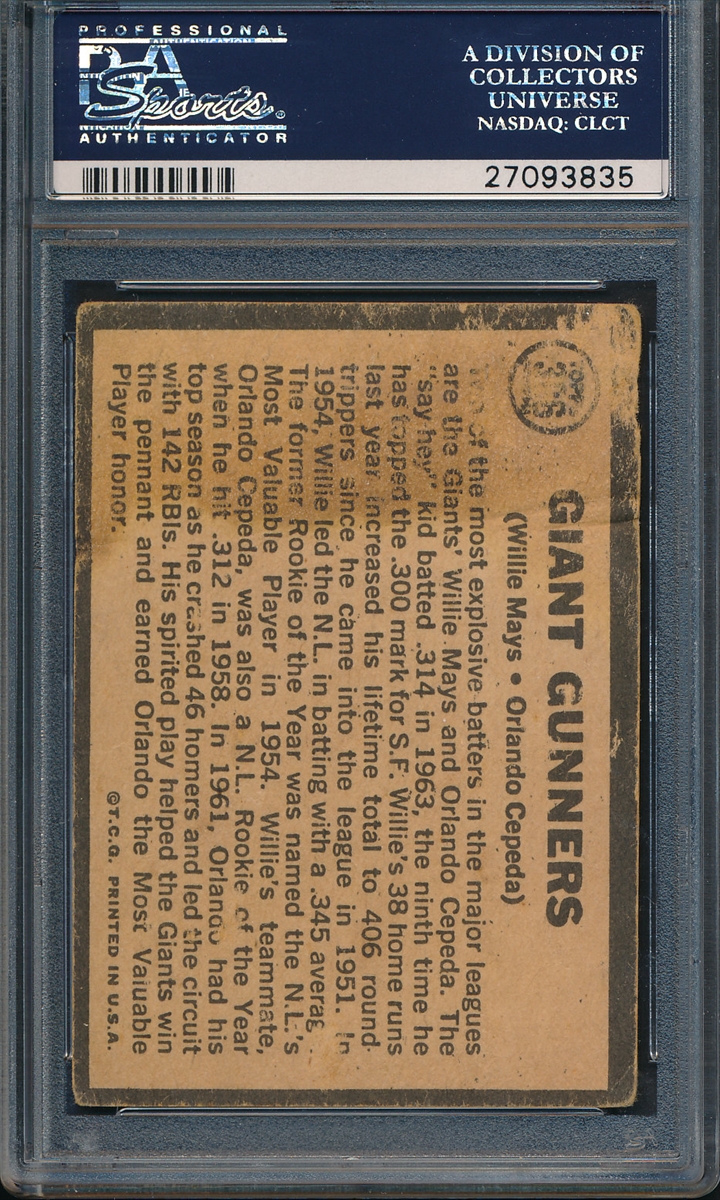 PROFESSIONAL
PSA
Sports®
AUTHENTICATOR
A DIVISION OF
COLLECTORS
UNIVERSE
NASDAQ: CLCT
27093835
306
GIANT GUNNERS
(Willie Mays • Orlando Cepeda)
of the most explosive batters in the major leagues
are the Giants' Willie Mays and Orlando Cepeda. The
"say hey" kid batted .314 in 1963, the ninth time he
has topped the .300 mark for S.F. Willie's 38 home runs
last year increased his lifetime total to 406 round-
trippers since he came into the league in 1951. In
1954, Willie led the N.L. in batting with a .345 averag
The former Rookie of the Year was named the N.L.'s
Most Valuable Player in 1954. Willie's teammate,
Orlando Cepeda, was also a N.L. Rookie of the Year
when he hit .312 in 1958. In 1961, Orlando had his
top season as he crashed 46 homers and led the circuit
with 142 RBIs. His spirited play helped the Giants win
the pennant and earned Orlando the Most Valuable
Player honor.
©T.C.G. PRINTED IN U.S.A.